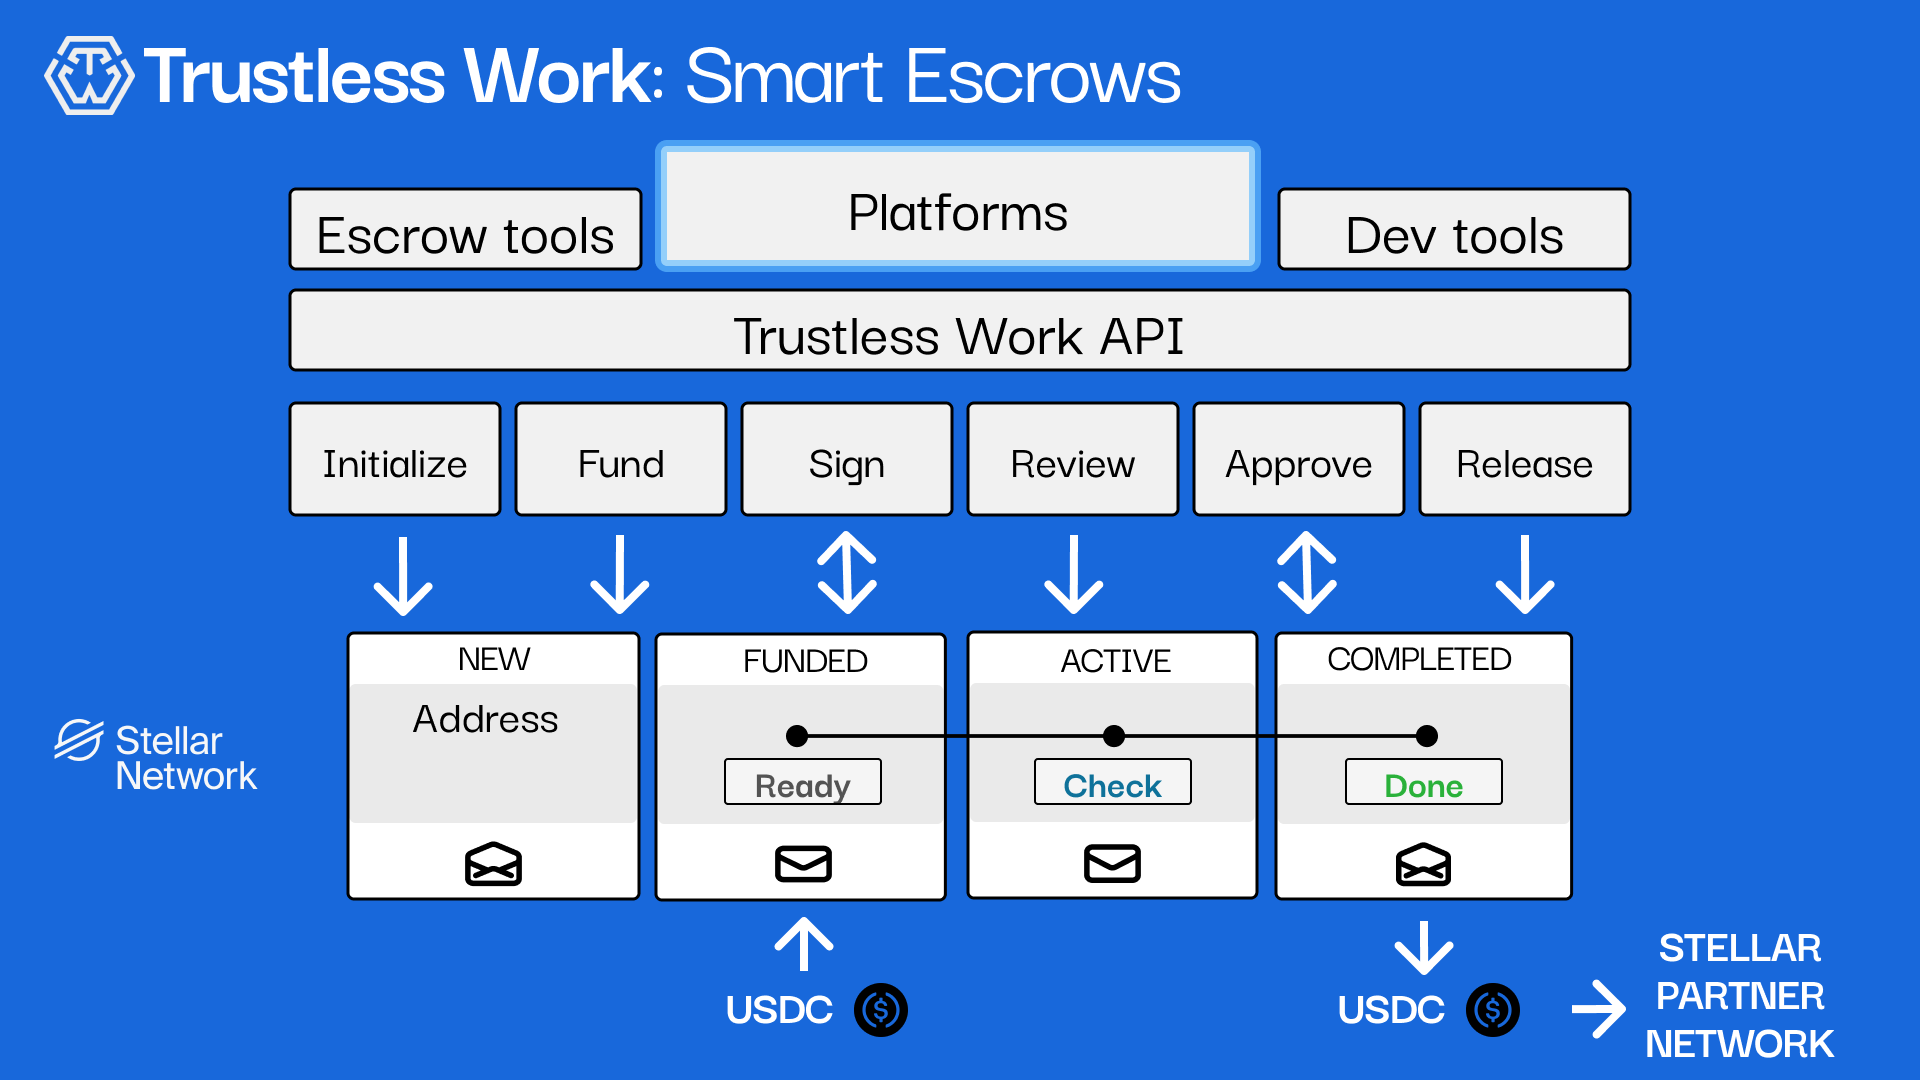 Trustless Work: Smart Escrows
Escrow tools
Platforms
Dev tools
Trustless Work API
Initialize
Fund
Sign
Review
Approve
Release
NEW
FUNDED
ACTIVE
COMPLETED
Address
Ready
Check
Done
Stellar
Network
USDC
USDC
STELLAR
PARTNER
NETWORK